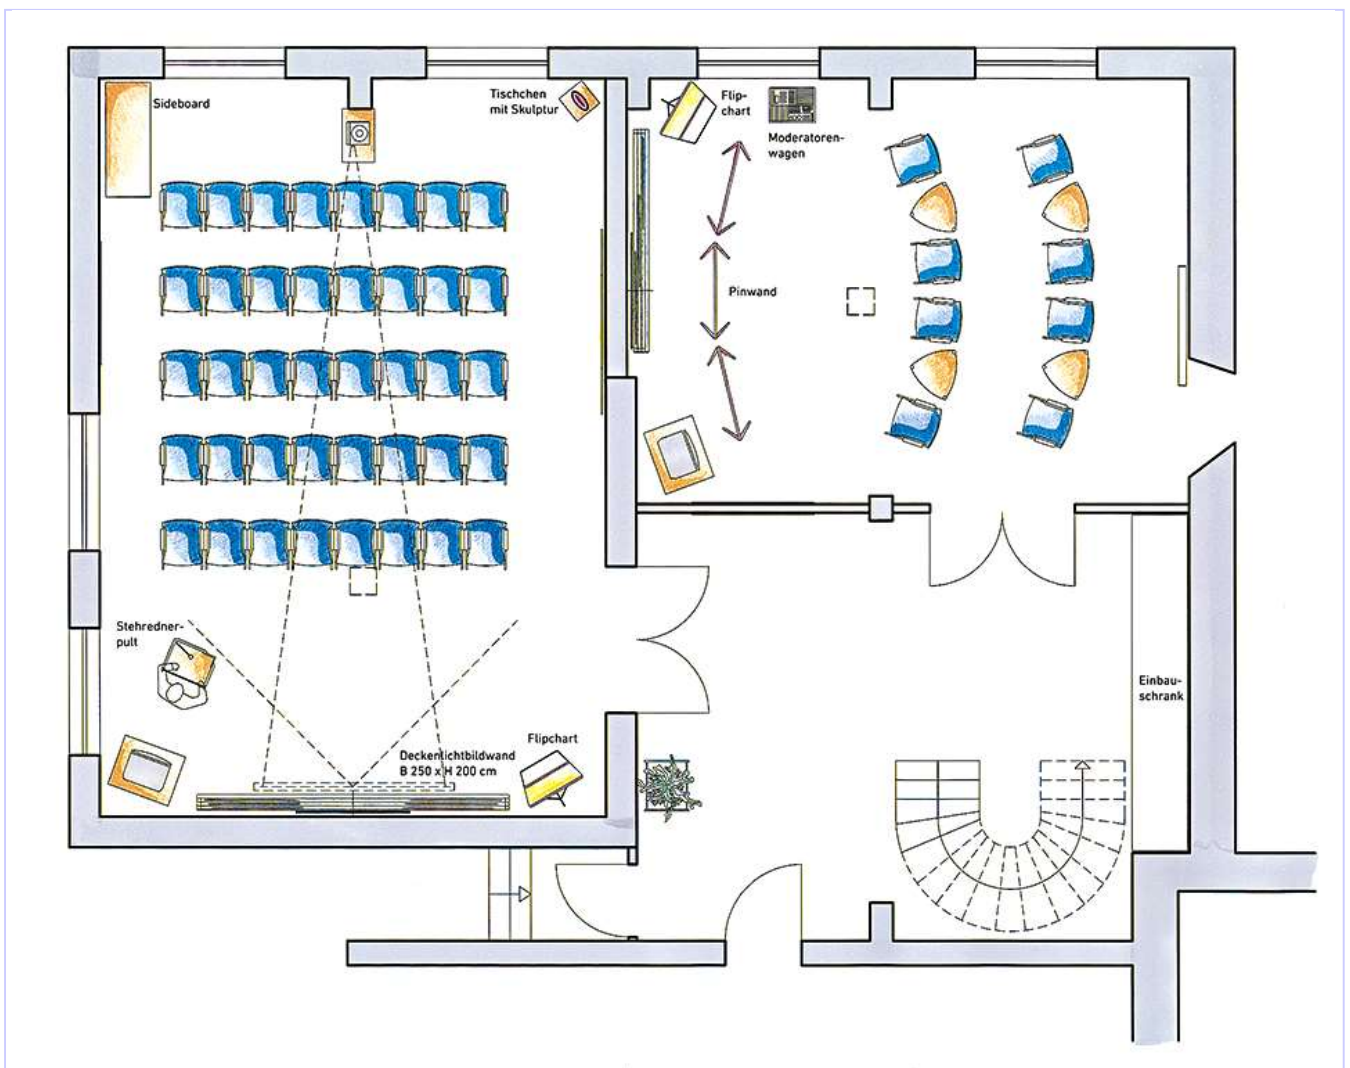 Sideboard
Tischchen
mit Skulptur
Flip-
chart
Moderatoren-
wagen
Pinwand
Stehredner-
pult
Einbau-
schrank
Flipchart
Deckenlichtbildwand
B 250 x H 200 cm